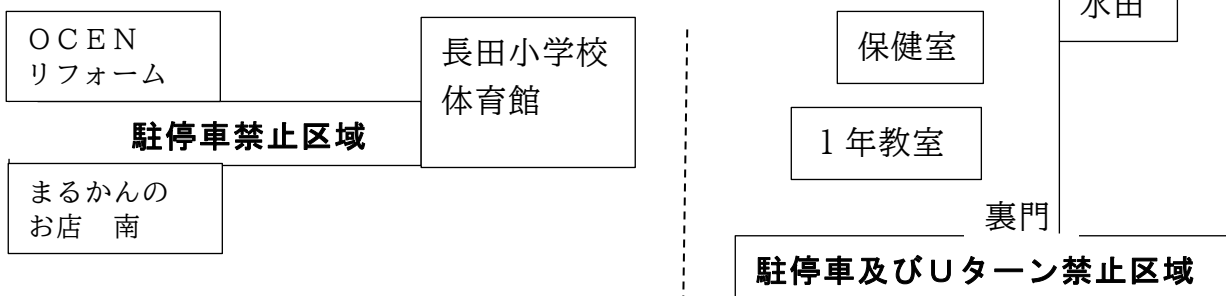 ＯＣＥＮ
リフォーム
長田小学校
体育館
駐停車禁止区域
まるかんの
お店　南
水田
保健室
１年教室
裏門
駐停車及びＵターン禁止区域